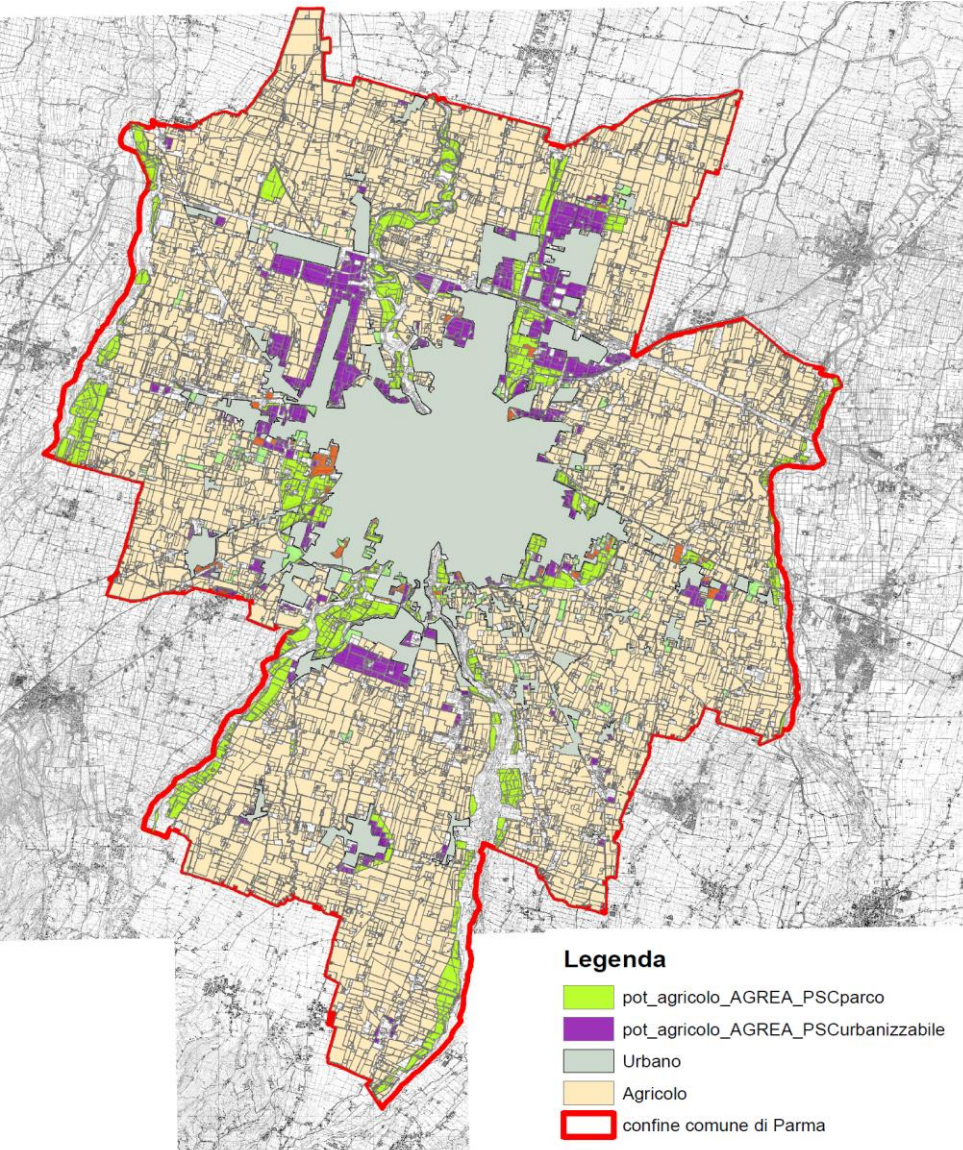 Legenda
pot_agricolo_AGREA_PSCparco
pot_agricolo_AGREA_PSCurbanizzabile
Urbano
Agricolo
confine comune di Parma